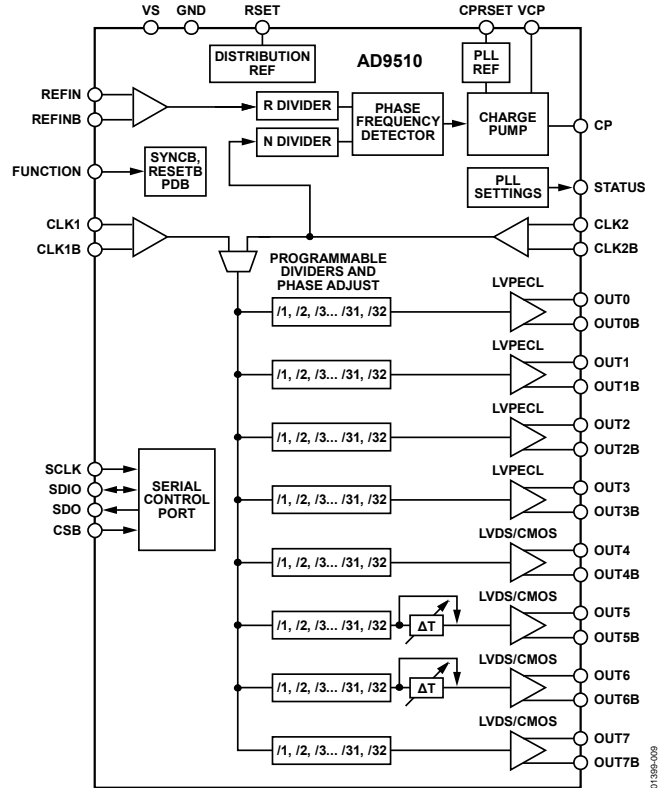 VS
GND
RSET
CPRSET
VCP
DISTRIBUTION
REF
AD9510
PLL
REF
REFIN
REFINB
R DIVIDER
N DIVIDER
PHASE
FREQUENCY
DETECTOR
CHARGE
PUMP
CP
FUNCTION
SYNCB,
RESETB
PDB
PLL
SETTINGS
STATUS
CLK1
CLK1B
CLK2
CLK2B
PROGRAMMABLE
DIVIDERS AND
PHASE ADJUST
LVPECL
/1, /2, /3... /31, /32
OUT0
OUT0B
LVPECL
/1, /2, /3... /31, /32
OUT1
OUT1B
LVPECL
/1, /2, /3... /31, /32
OUT2
OUT2B
SCLK
SDIO
SDO
CSB
SERIAL
CONTROL
PORT
LVPECL
/1, /2, /3... /31, /32
OUT3
OUT3B
LVDS/CMOS
/1, /2, /3... /31, /32
OUT4
OUT4B
LVDS/CMOS
/1, /2, /3... /31, /32
ΔT
OUT5
OUT5B
LVDS/CMOS
/1, /2, /3... /31, /32
ΔT
OUT6
OUT6B
LVDS/CMOS
/1, /2, /3... /31, /32
OUT7
OUT7B
01399-009